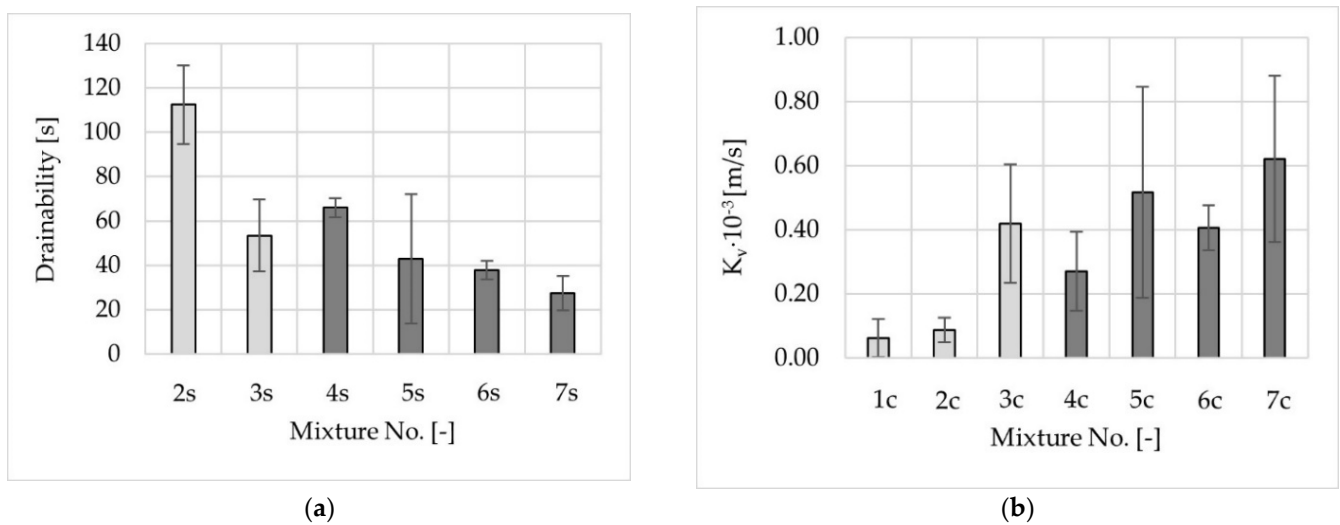 140
120
100
80
60
40
20
0
Drainability [s]
2s 3s 4s 5s 6s 7s
Mixture No. [-]
(a)
1.00
0.80
0.60
0.40
0.20
0.00
Kᵥ·10⁻³ [m/s]
1c 2c 3c 4c 5c 6c 7c
Mixture No. [-]
(b)